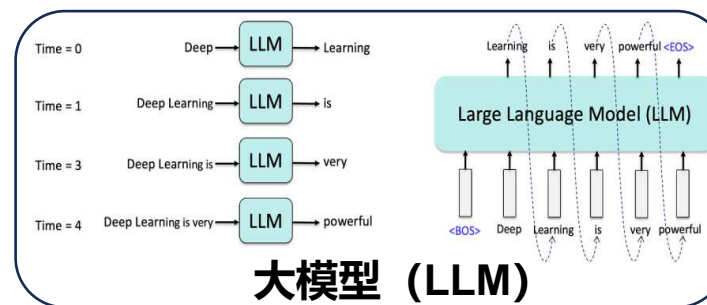 Time = 0
Deep
LLM
Learning
Time = 1
Deep Learning
LLM
is
Time = 3
Deep Learning is
LLM
very
Time = 4
Deep Learning is very
LLM
powerful
Learning is very powerful <EOS>
Large Language Model (LLM)
<BOS> Deep Learning is very powerful
大模型（LLM）